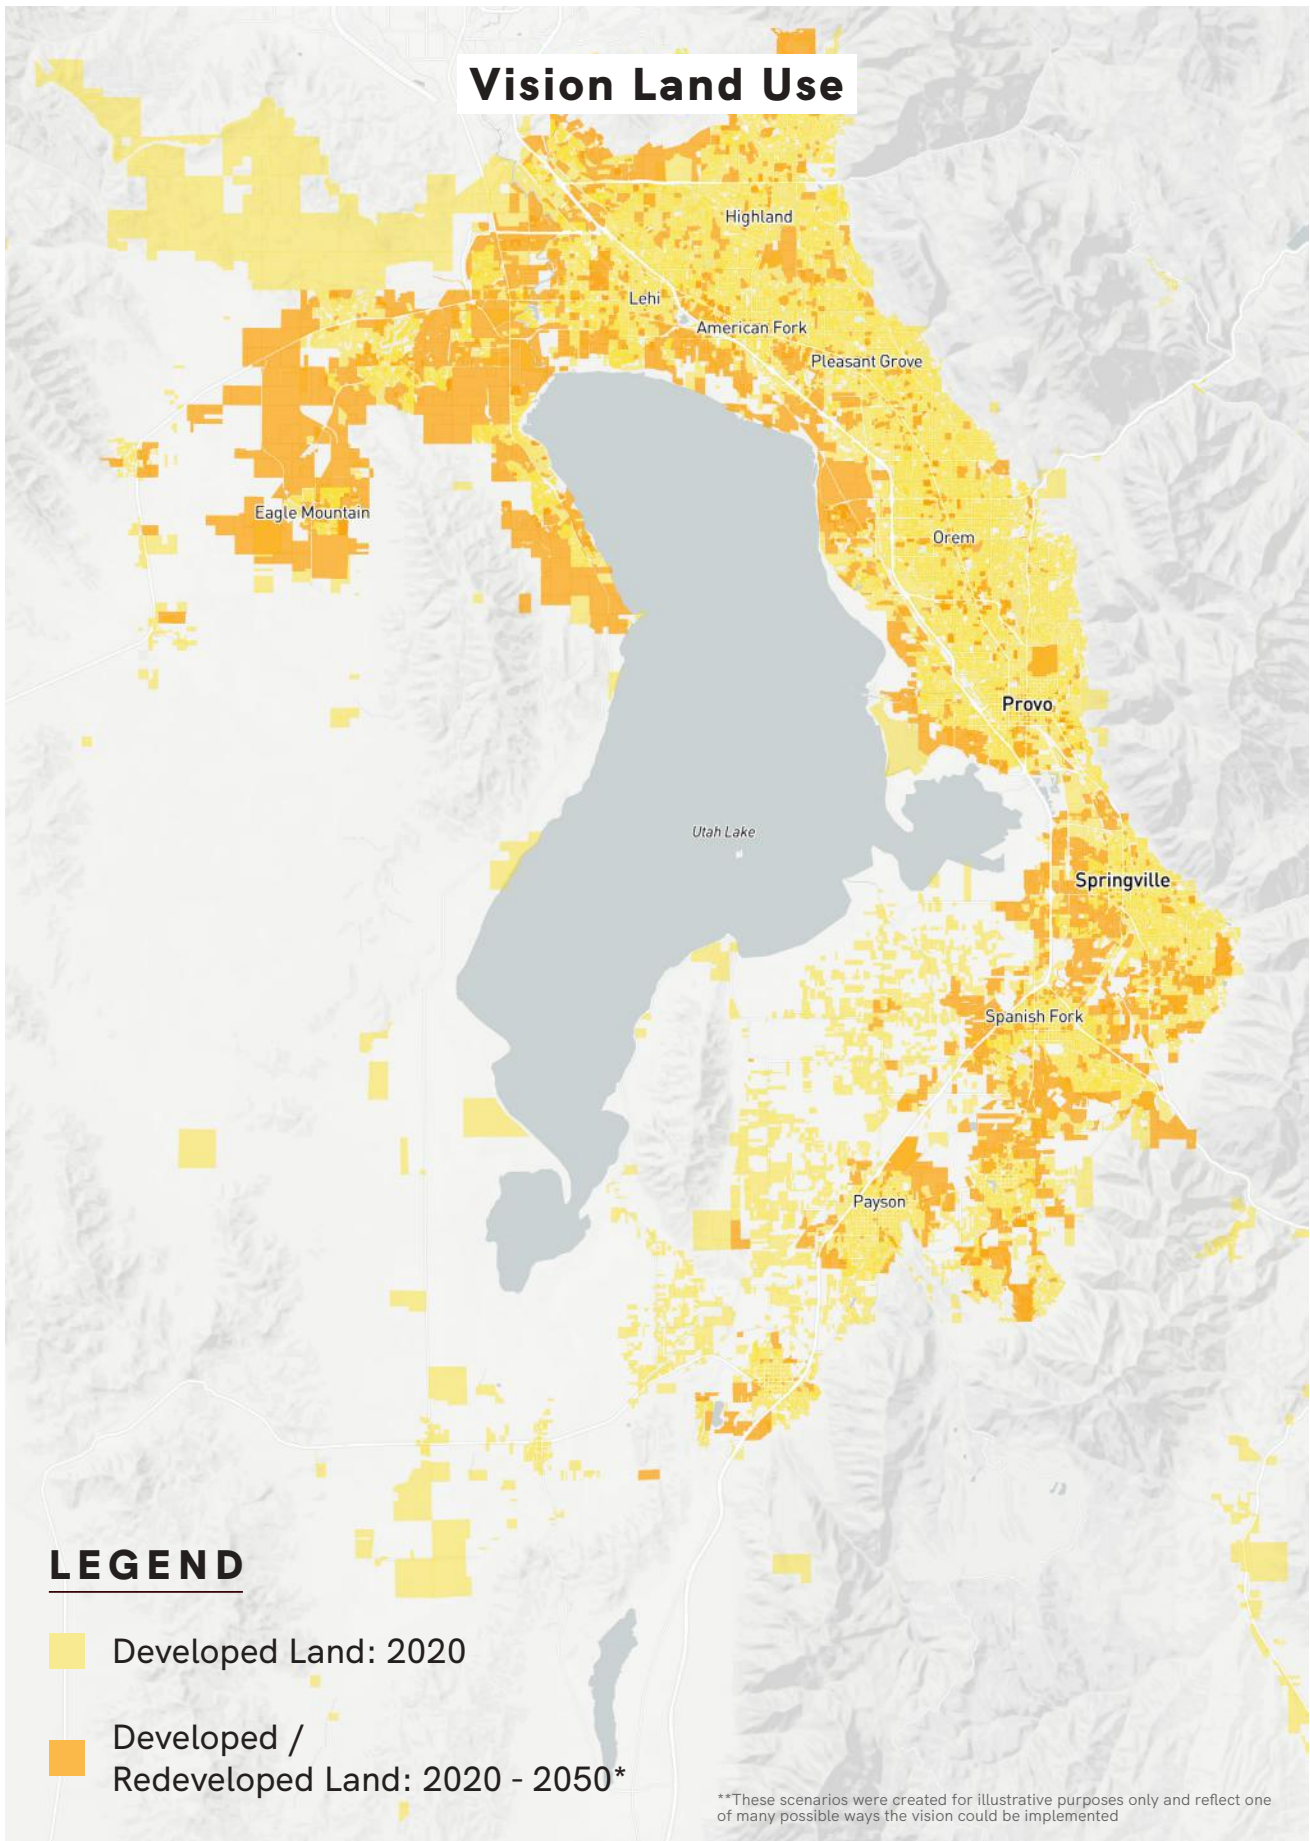 Vision Land Use
Highland
Lehi
American Fork
Pleasant Grove
Eagle Mountain
Orem
Provo
Utah Lake
Springville
Spanish Fork
Payson
LEGEND
Developed Land: 2020
Developed /
Redeveloped Land: 2020 - 2050*
**These scenarios were created for illustrative purposes only and reflect one
of many possible ways the vision could be implemented